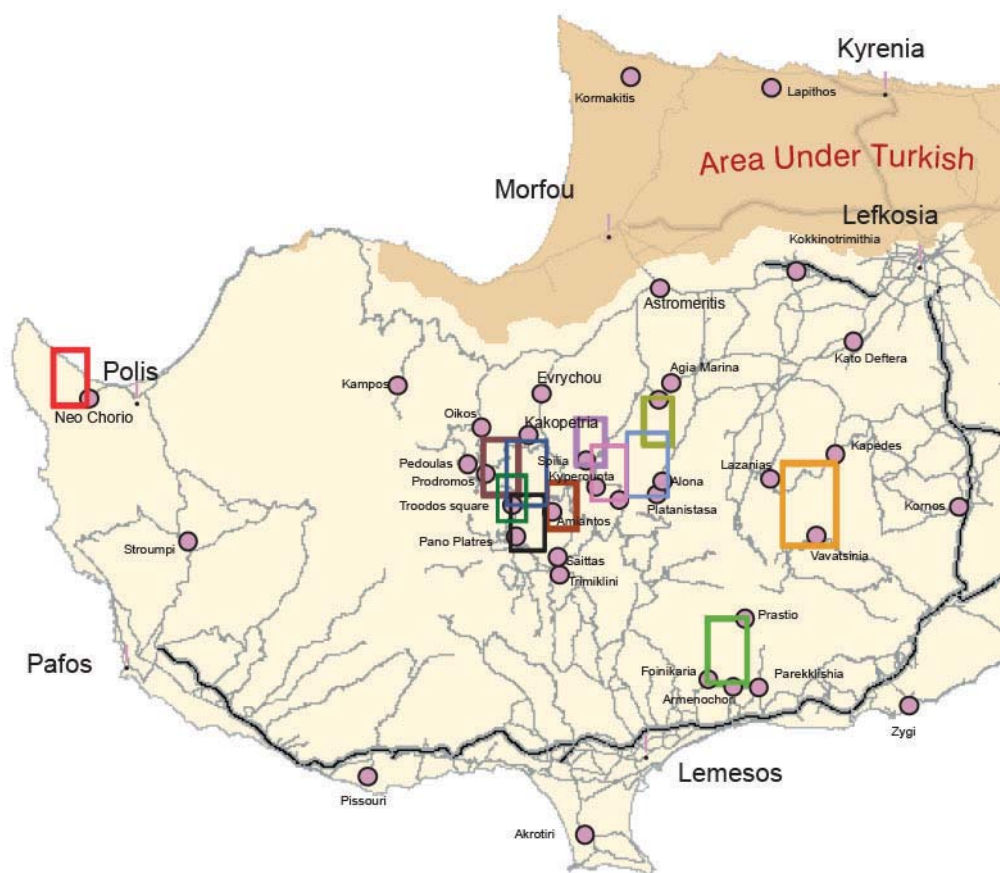 Kyrenia
Kormakitis
Lapithos
Area Under Turkish
Morfou
Lefkosia
Kokkinotrimithia
Astromeritis
Kato Deftera
Polis
Neo Chorio
Kampos
Evrychou
Agia Marina
Oikos
Kakopetria
Pedoulas
Spilia
Kapedes
Prodromos
Kyperounta
Lazanias
Alona
Troodos square
Amiantos
Platanistasa
Kornos
Stroumpi
Pano Platres
Vavatsinia
Saittas
Trimiklini
Prastio
Pafos
Foinikaria
Parekklishia
Armenochori
Zygi
Lemesos
Pissouri
Akrotiri